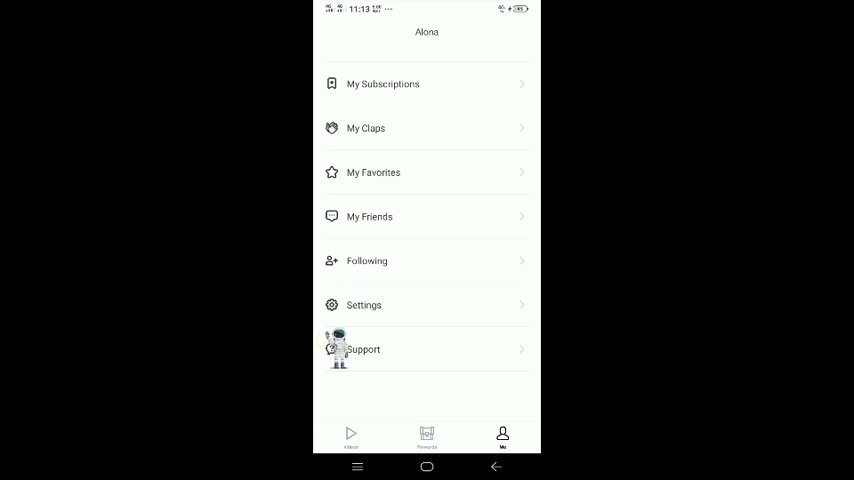 11:13
Alona
My Subscriptions
My Claps
My Favorites
My Friends
Following
Settings
Support
Videos
Rewards
Me